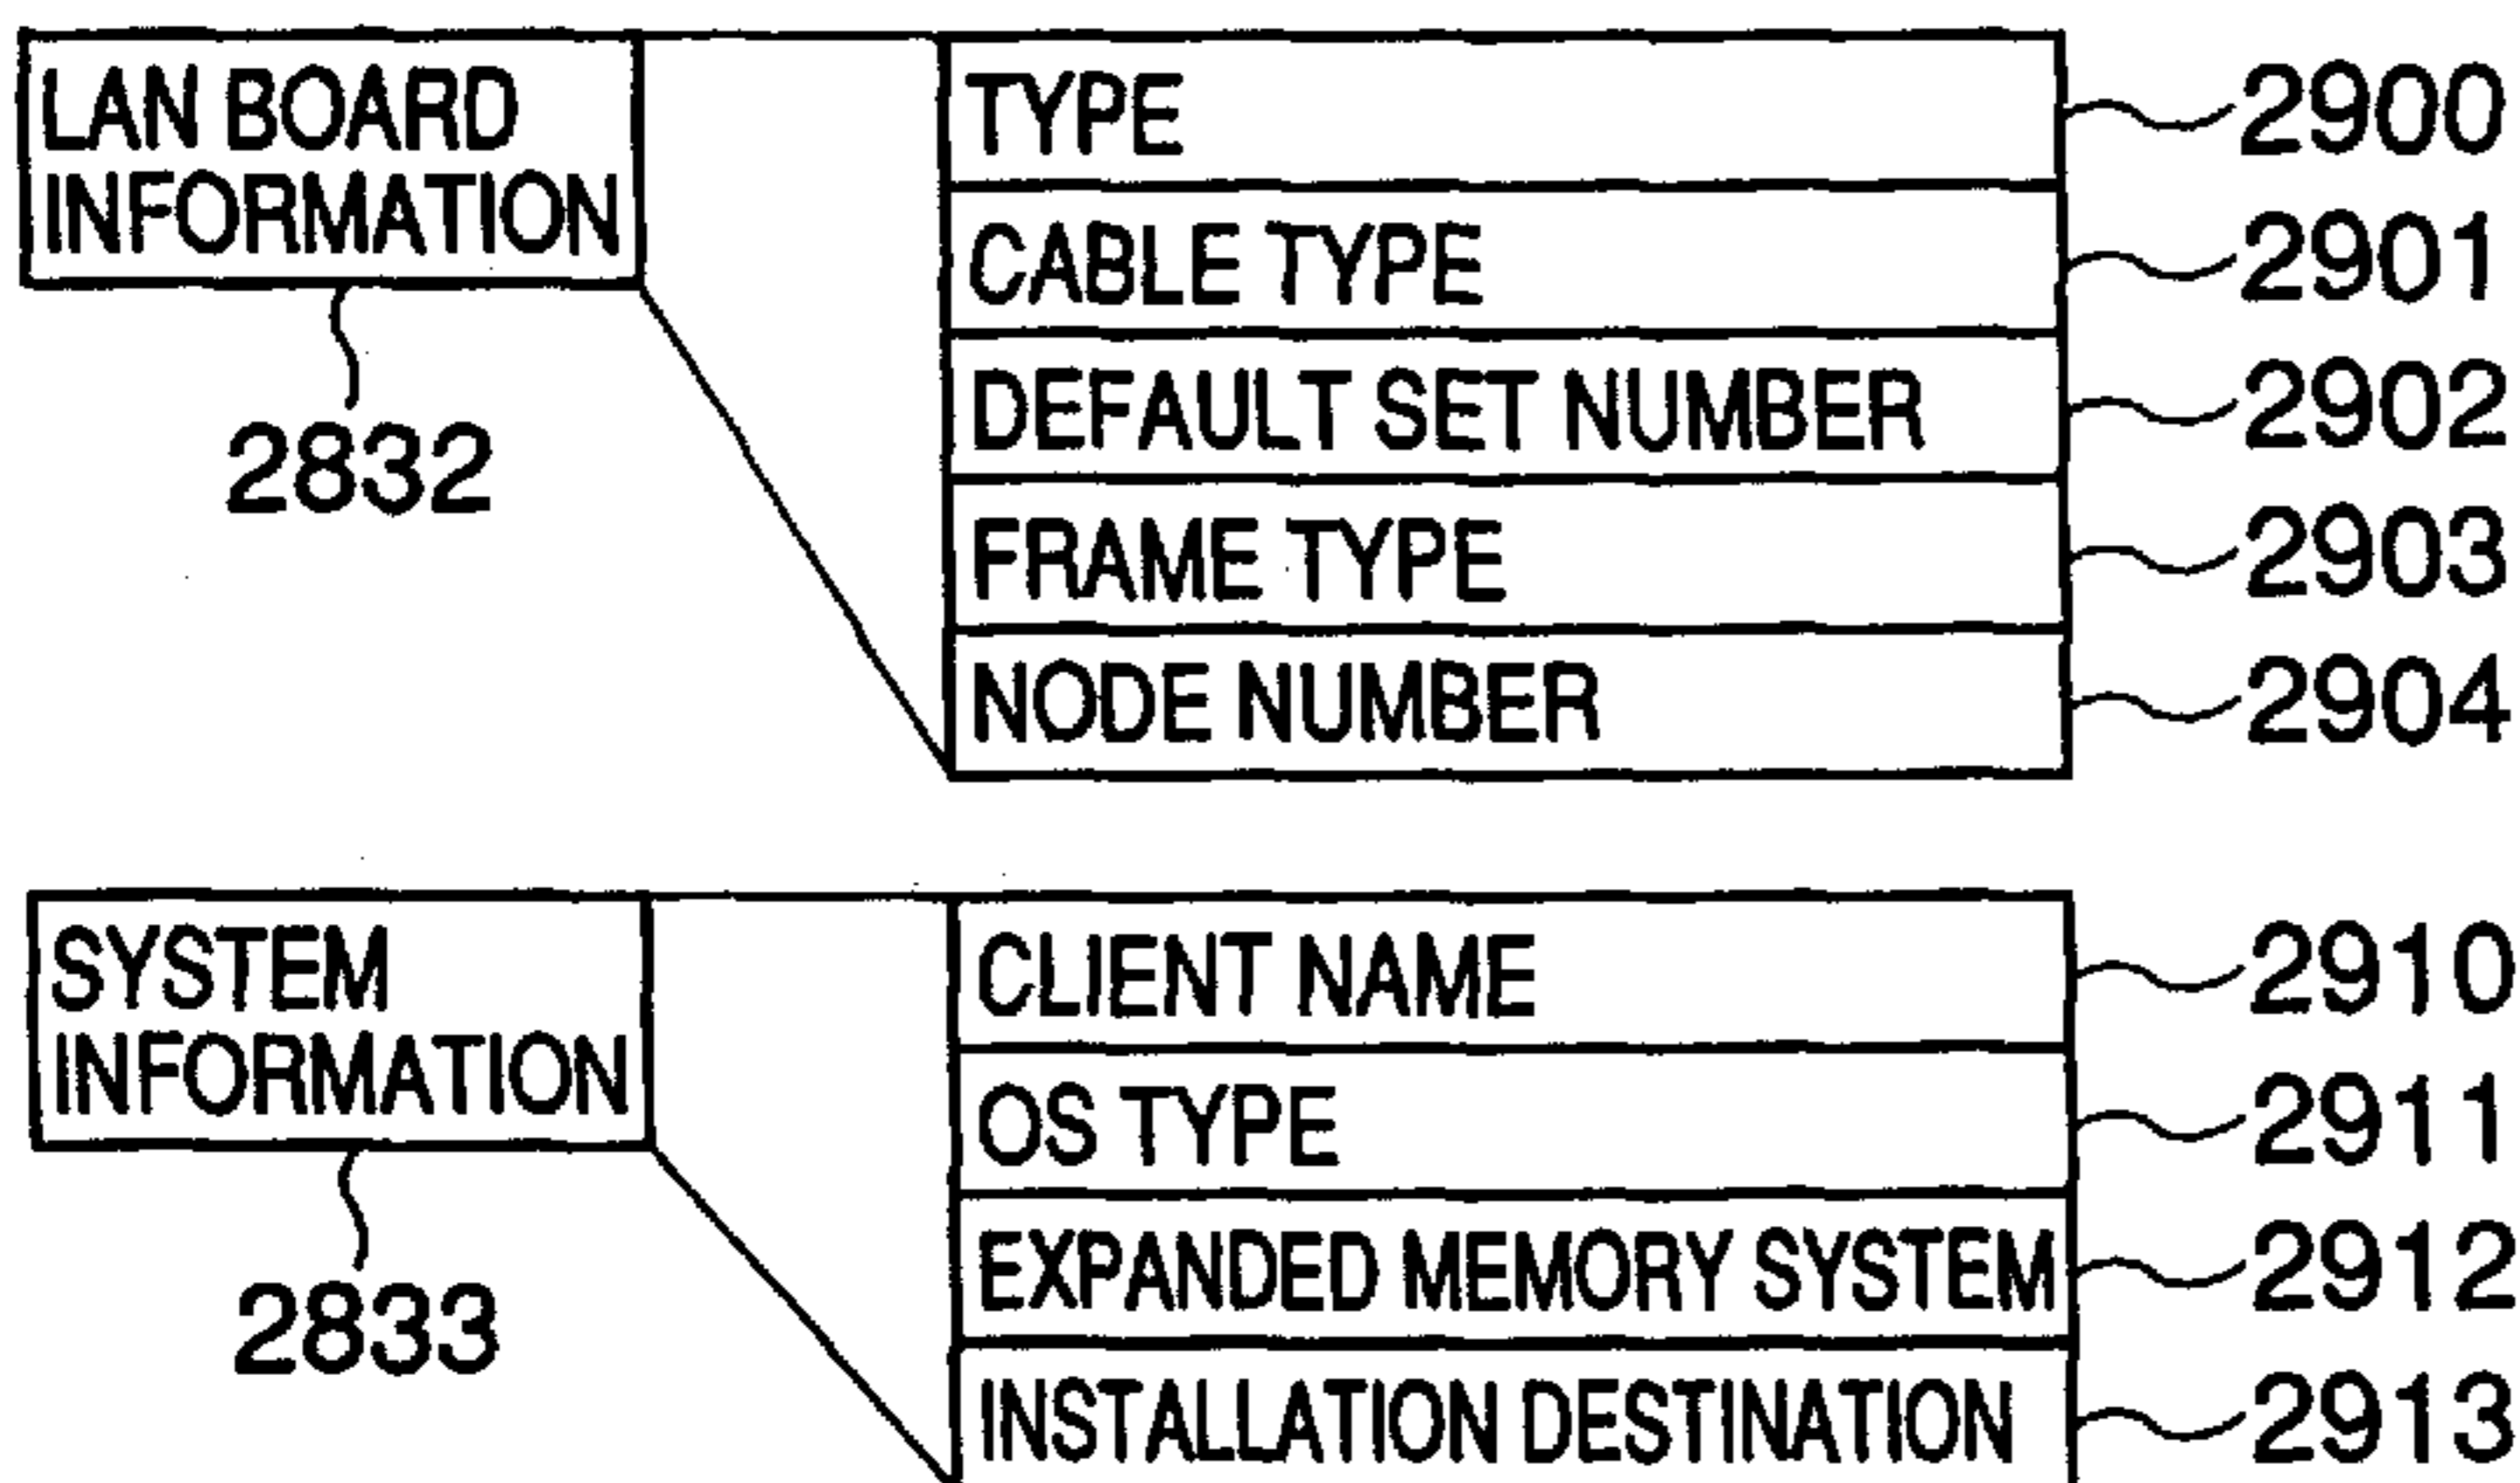 LAN BOARD
INFORMATION
2832
TYPE 2900
CABLE TYPE 2901
DEFAULT SET NUMBER 2902
FRAME TYPE 2903
NODE NUMBER 2904
SYSTEM
INFORMATION
2833
CLIENT NAME 2910
OS TYPE 2911
EXPANDED MEMORY SYSTEM 2912
INSTALLATION DESTINATION 2913